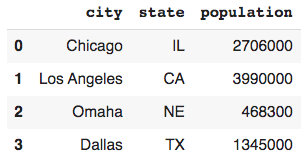 city state population
0 Chicago IL 2706000
1 Los Angeles CA 3990000
2 Omaha NE 468300
3 Dallas TX 1345000